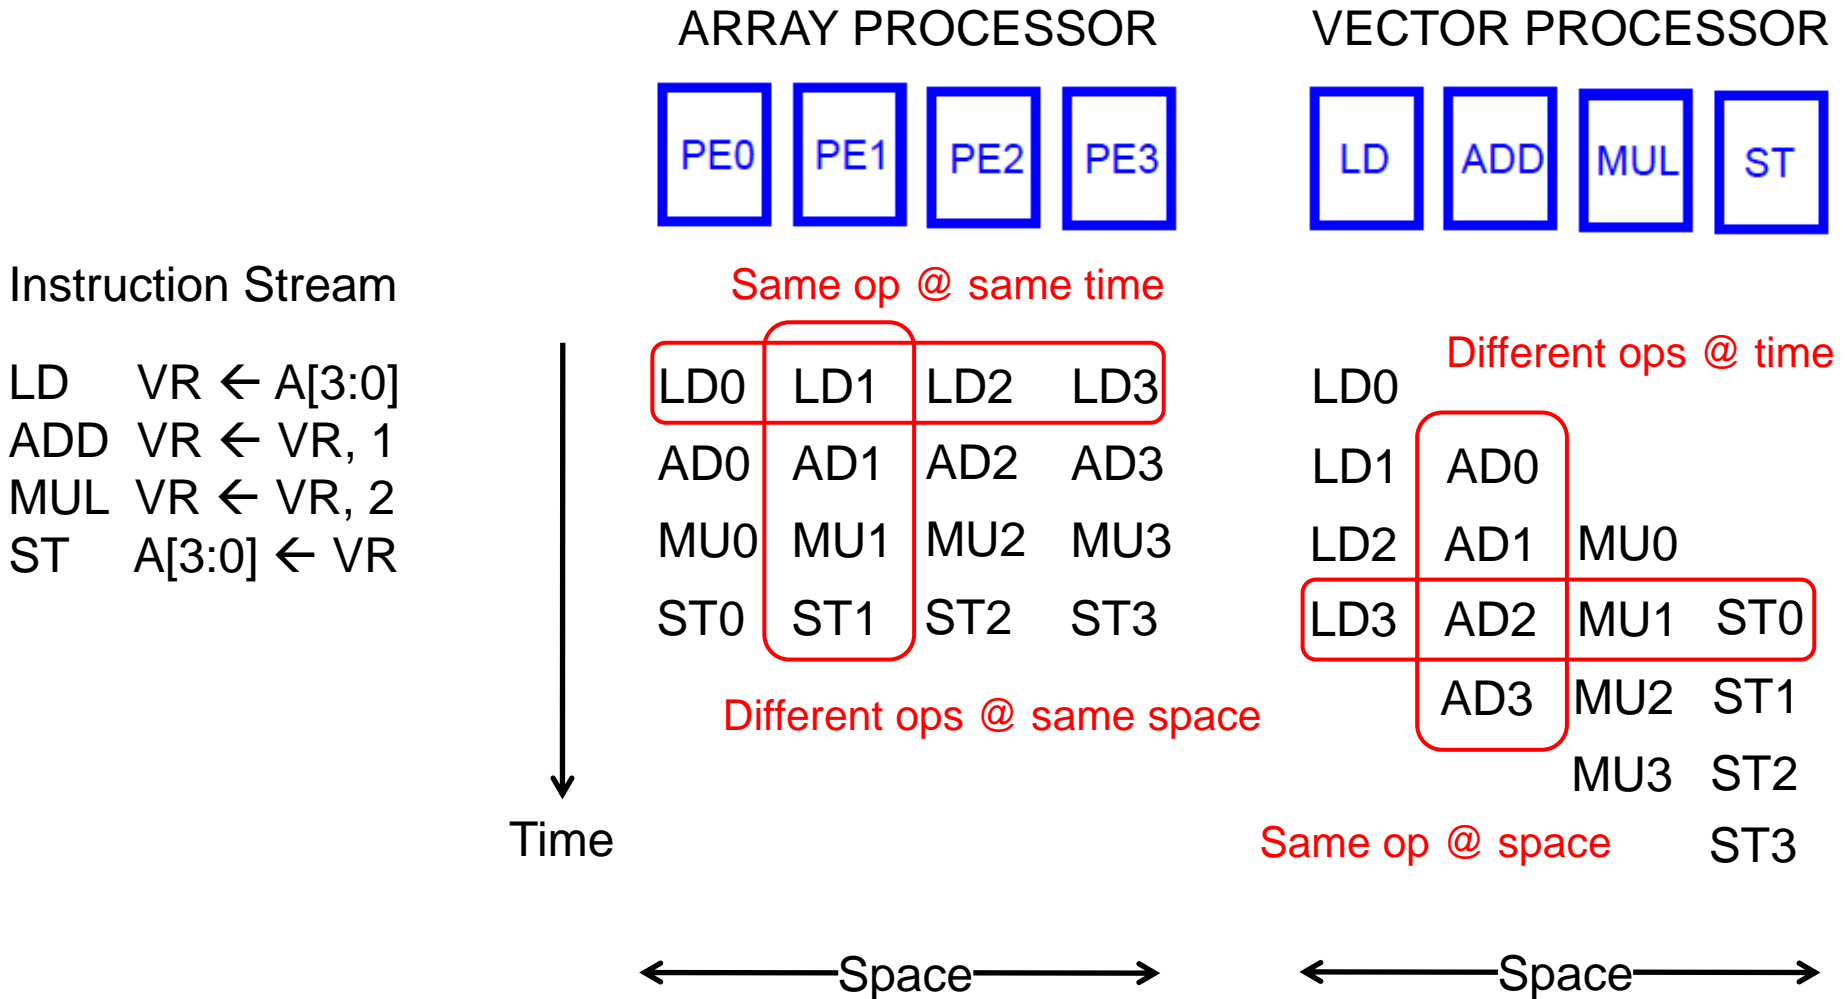 ARRAY PROCESSOR VECTOR PROCESSOR
PE0 PE1 PE2 PE3 LD ADD MUL ST
Instruction Stream
Same op @ same time
Different ops @ time
LD VR ← A[3:0]
ADD VR ← VR, 1
MUL VR ← VR, 2
ST A[3:0] ← VR
LD0 LD1 LD2 LD3
AD0 AD1 AD2 AD3
MU0 MU1 MU2 MU3
ST0 ST1 ST2 ST3
Different ops @ same space
LD0
LD1 AD0
LD2 AD1 MU0
LD3 AD2 MU1 ST0
AD3 MU2 ST1
MU3 ST2
ST3
Same op @ space
Time
Space
Space